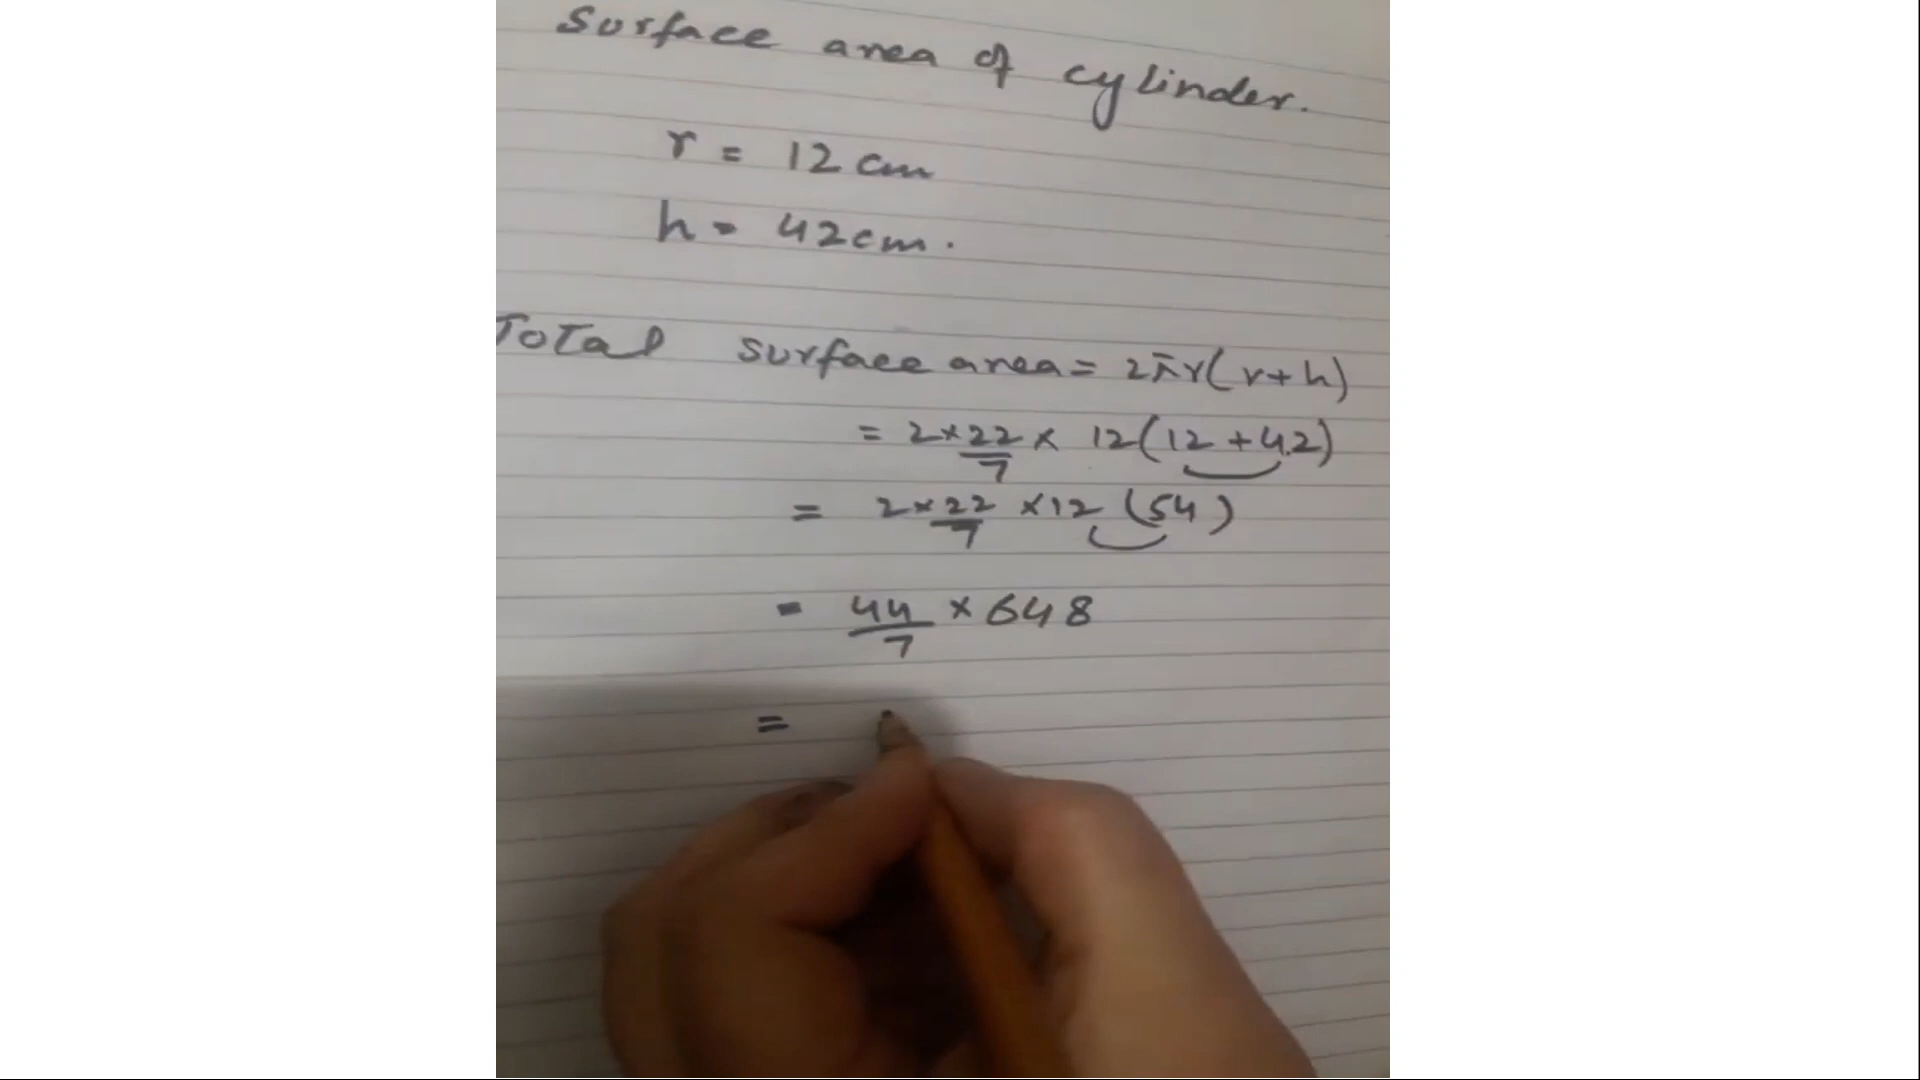 Surface area of cylinder.
r = 12 cm
h = 42cm.
Total surface area = 2πr(r+h)
= 2×22/7 × 12(12+42)
= 2×22/7 ×12 (54)
= 44/7 × 648
=